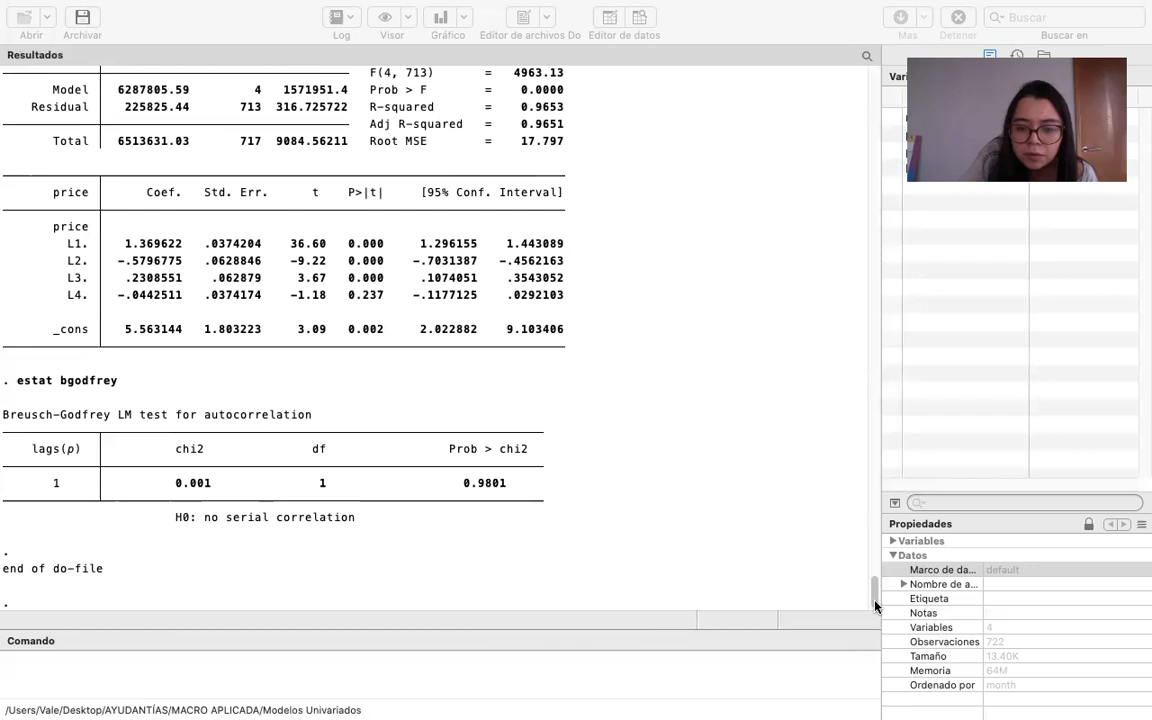 Abrir
Archivar
Log
Visor
Gráfico
Editor de archivos Do
Editor de datos
Mas
Detener
Buscar
Buscar en
Resultados
F(4, 713) = 4963.13
Model 6287805.59 4 1571951.4 Prob > F = 0.0000
Residual 225825.44 713 316.725722 R-squared = 0.9653
Adj R-squared = 0.9651
Total 6513631.03 717 9084.56211 Root MSE = 17.797
price Coef. Std. Err. t P>|t| [95% Conf. Interval]
price
L1. 1.369622 .0374204 36.60 0.000 1.296155 1.443089
L2. -.5796775 .0628846 -9.22 0.000 -.7031387 -.4562163
L3. .2308551 .062879 3.67 0.000 .1074051 .3543052
L4. -.0442511 .0374174 -1.18 0.237 -.1177125 .0292103
_cons 5.563144 1.803223 3.09 0.002 2.022882 9.103406
. estat bgodfrey
Breusch-Godfrey LM test for autocorrelation
lags(p) chi2 df Prob > chi2
1 0.001 1 0.9801
H0: no serial correlation
.
end of do-file
.
Comando
/Users/Vale/Desktop/AYUDANTÍAS/MACRO APLICADA/Modelos Univariados
Vari
Propiedades
Variables
Datos
Marco de da... default
Nombre de a...
Etiqueta
Notas
Variables 4
Observaciones 722
Tamaño 13.40K
Memoria 64M
Ordenado por month